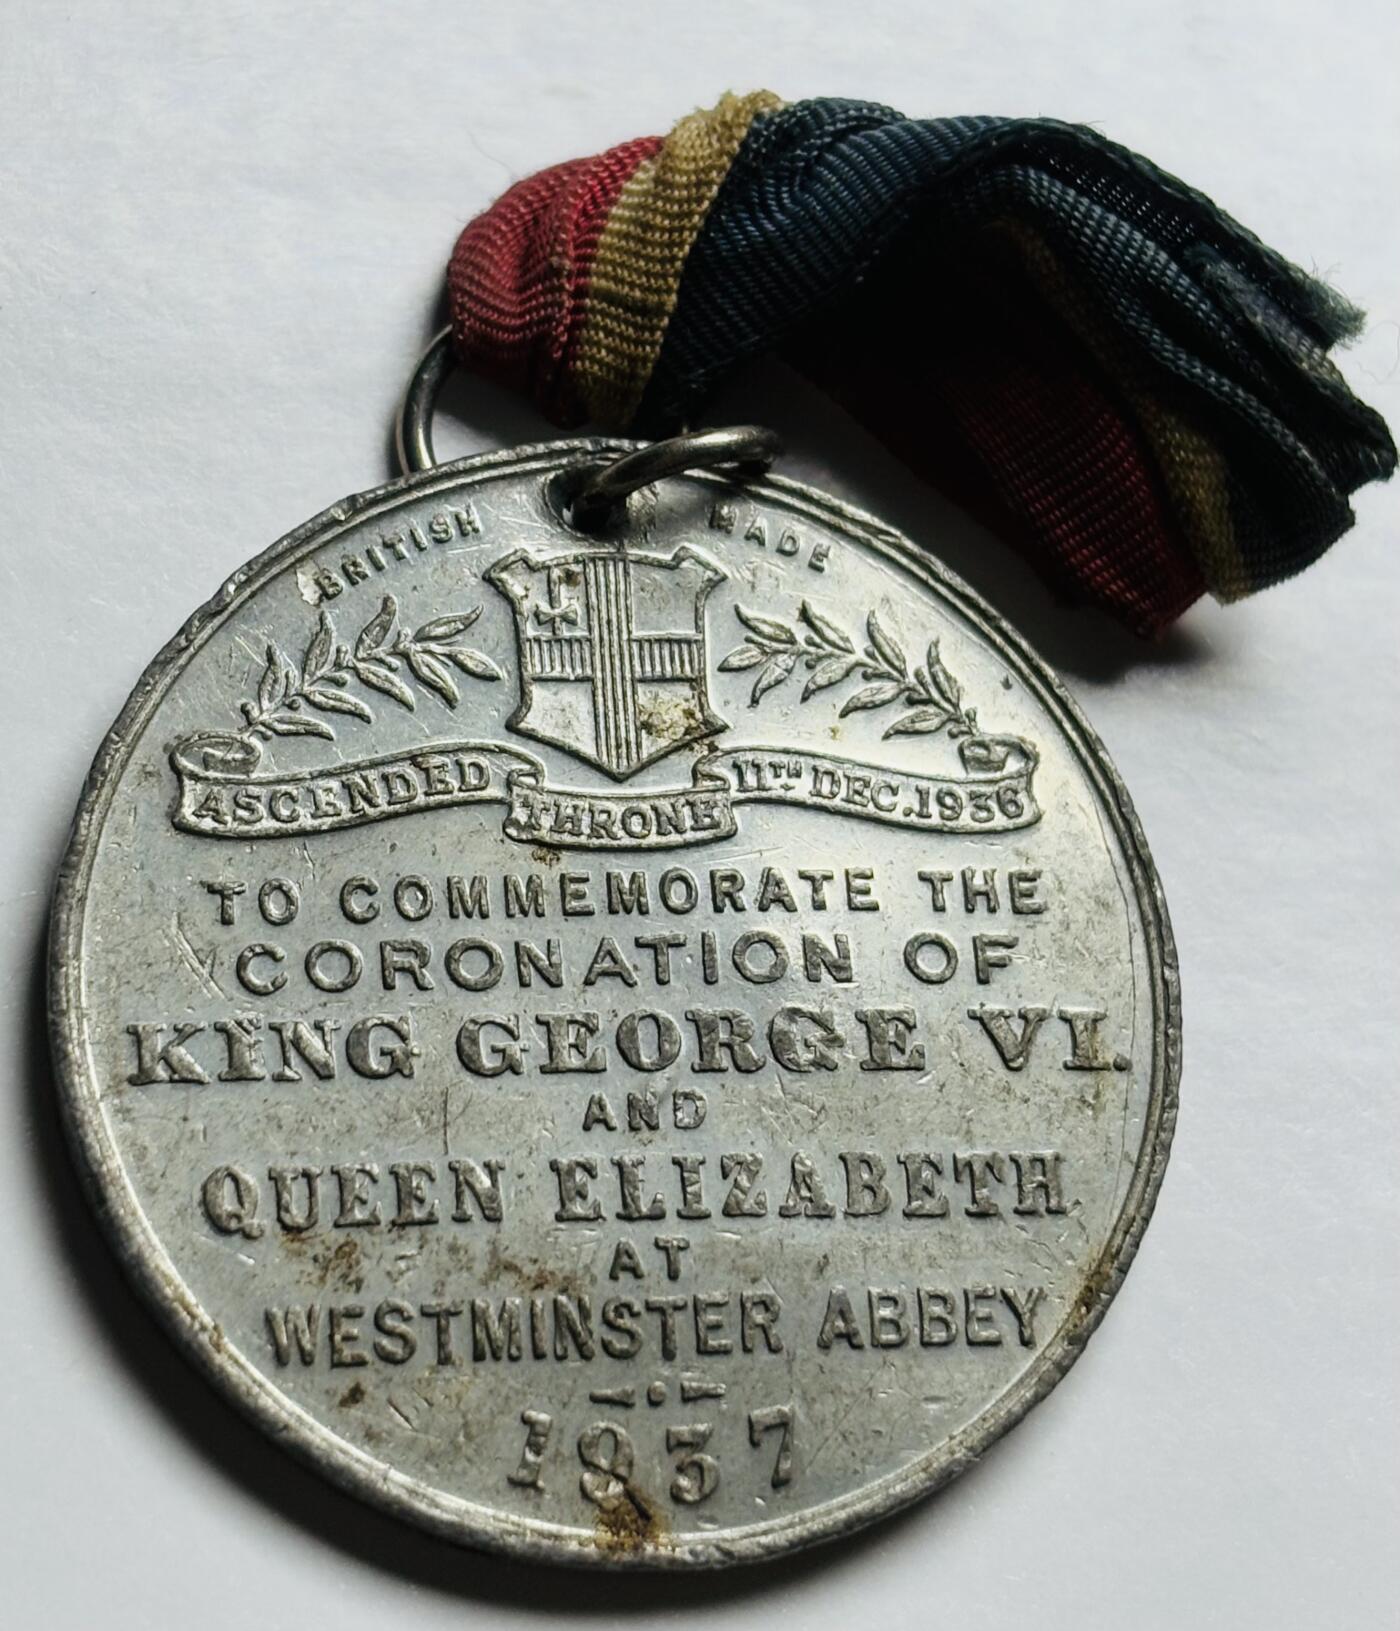 BRITISH MADE
ASCENDED THRONE 11TH DEC. 1936
TO COMMEMORATE THE
CORONATION OF
KING GEORGE VI.
AND
QUEEN ELIZABETH
AT
WESTMINSTER ABBEY
1937